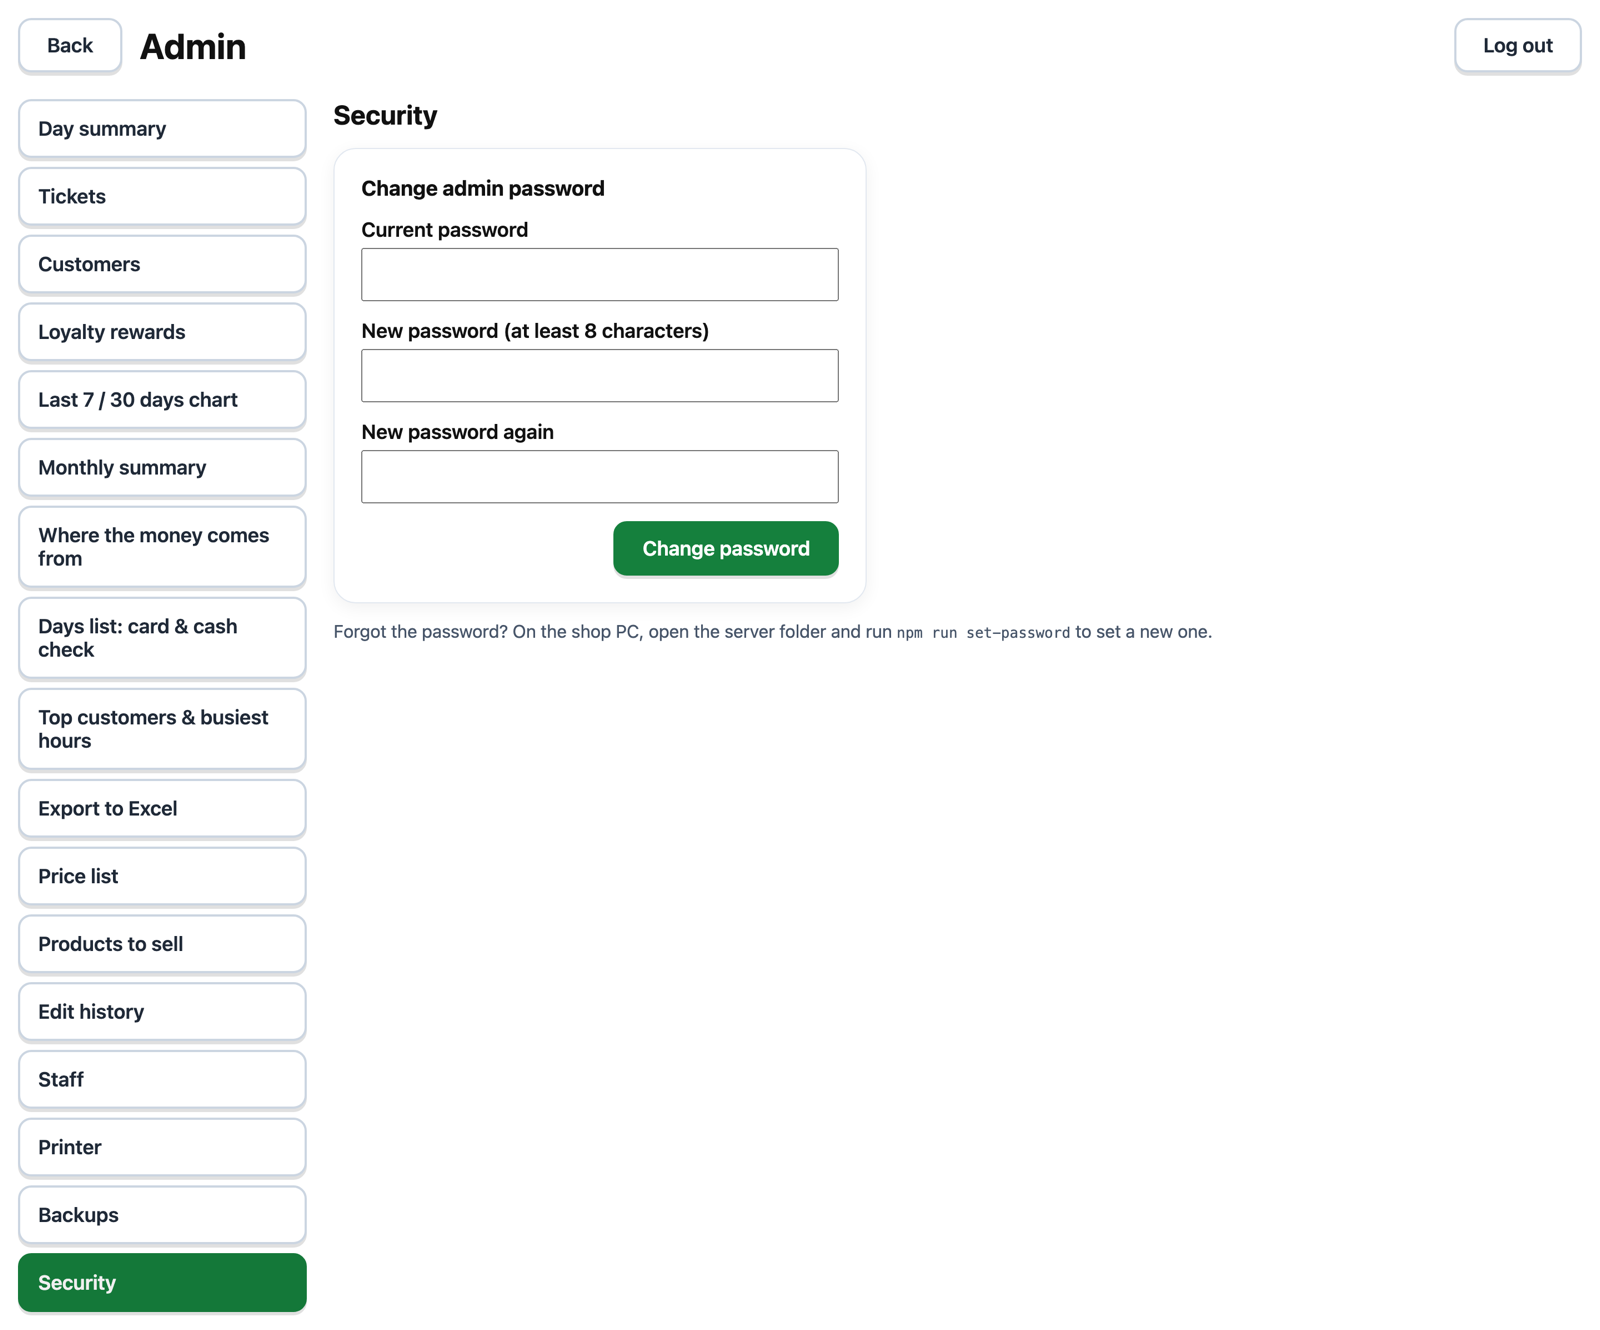 Back
Admin
Log out
Day summary
Tickets
Customers
Loyalty rewards
Last 7 / 30 days chart
Monthly summary
Where the money comes
from
Days list: card & cash
check
Top customers & busiest
hours
Export to Excel
Price list
Products to sell
Edit history
Staff
Printer
Backups
Security
Security
Change admin password
Current password
New password (at least 8 characters)
New password again
Change password
Forgot the password? On the shop PC, open the server folder and run npm run set-password to set a new one.